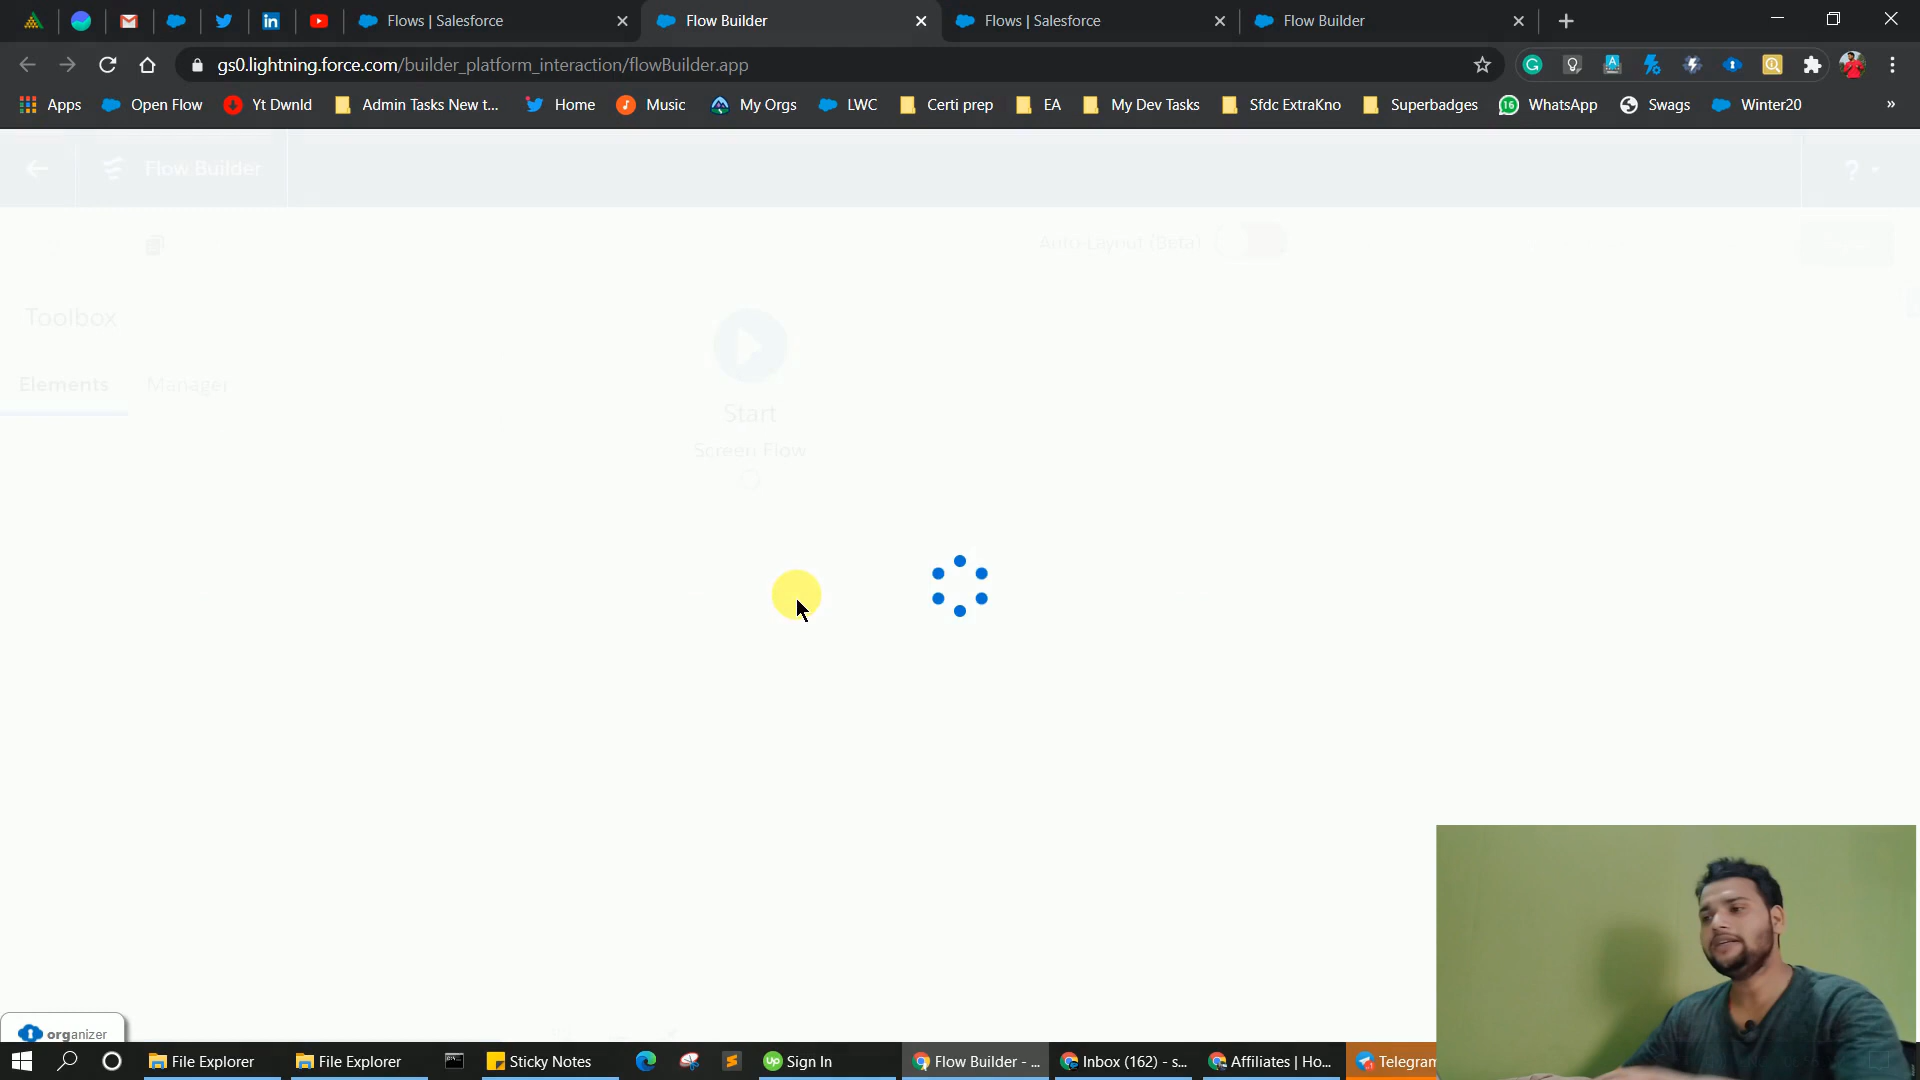 Flows | Salesforce
Flow Builder
Flows | Salesforce
Flow Builder
gs0.lightning.force.com/builder_platform_interaction/flowBuilder.app
Apps
Open Flow
Yt Dwnld
Admin Tasks New t...
Home
Music
My Orgs
LWC
Certi prep
EA
My Dev Tasks
Sfdc ExtraKno
Superbadges
16
WhatsApp
Swags
Winter20
»
Flow Builder
?
Auto-Layout (Beta)
Toolbox
Elements
Manager
Start
Screen Flow
organizer
File Explorer
File Explorer
Sticky Notes
Up
Sign In
Flow Builder - ...
Inbox (162) - s...
Affiliates | Ho...
Telegram